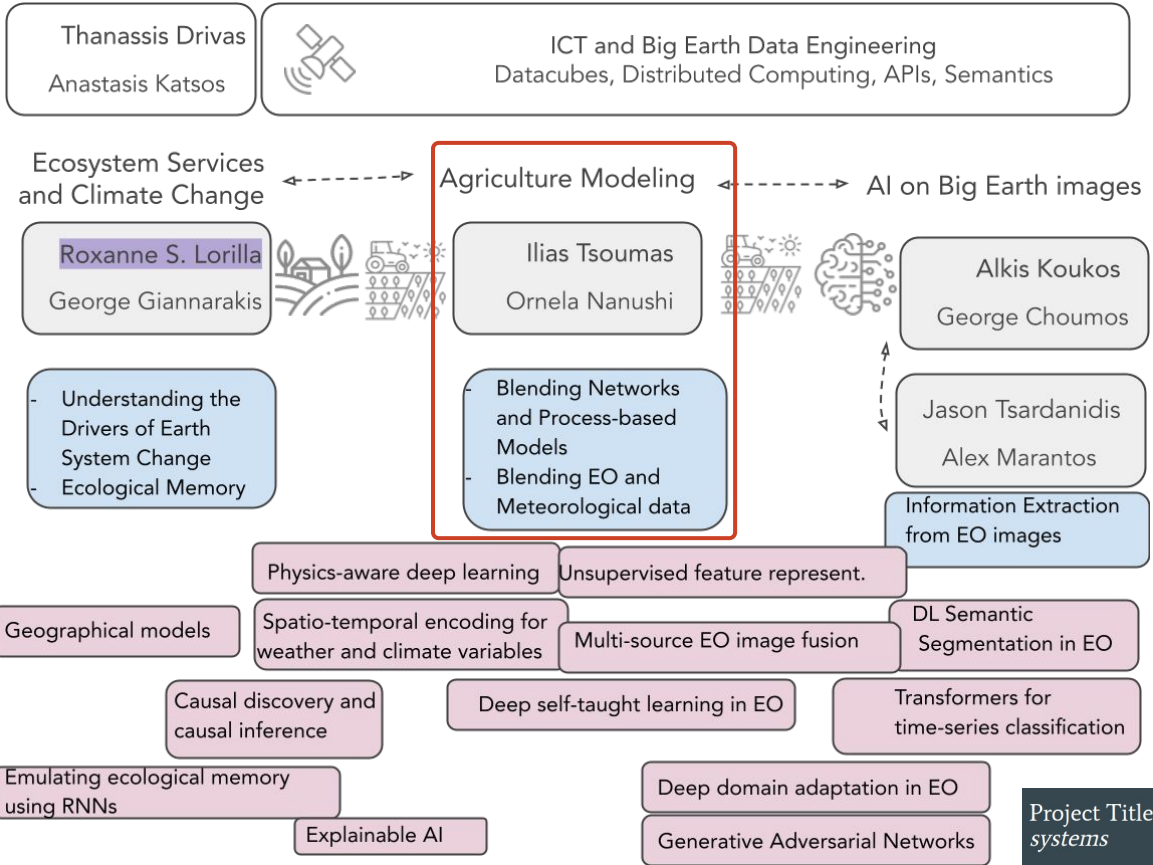 Thanassis Drivas
Anastasis Katsos
ICT and Big Earth Data Engineering
Datacubes, Distributed Computing, APIs, Semantics
Ecosystem Services
and Climate Change
Agriculture Modeling
AI on Big Earth images
Roxanne S. Lorilla
George Giannarakis
Ilias Tsoumas
Ornela Nanushi
Alkis Koukos
George Choumos
Jason Tsardanidis
Alex Marantos
- Understanding the
Drivers of Earth
System Change
- Ecological Memory
- Blending Networks
and Process-based
Models
- Blending EO and
Meteorological data
Information Extraction
from EO images
Physics-aware deep learning
Unsupervised feature represent.
Geographical models
Spatio-temporal encoding for
weather and climate variables
Multi-source EO image fusion
DL Semantic
Segmentation in EO
Causal discovery and
causal inference
Deep self-taught learning in EO
Transformers for
time-series classification
Emulating ecological memory
using RNNs
Explainable AI
Deep domain adaptation in EO
Generative Adversarial Networks
Project Title
systems